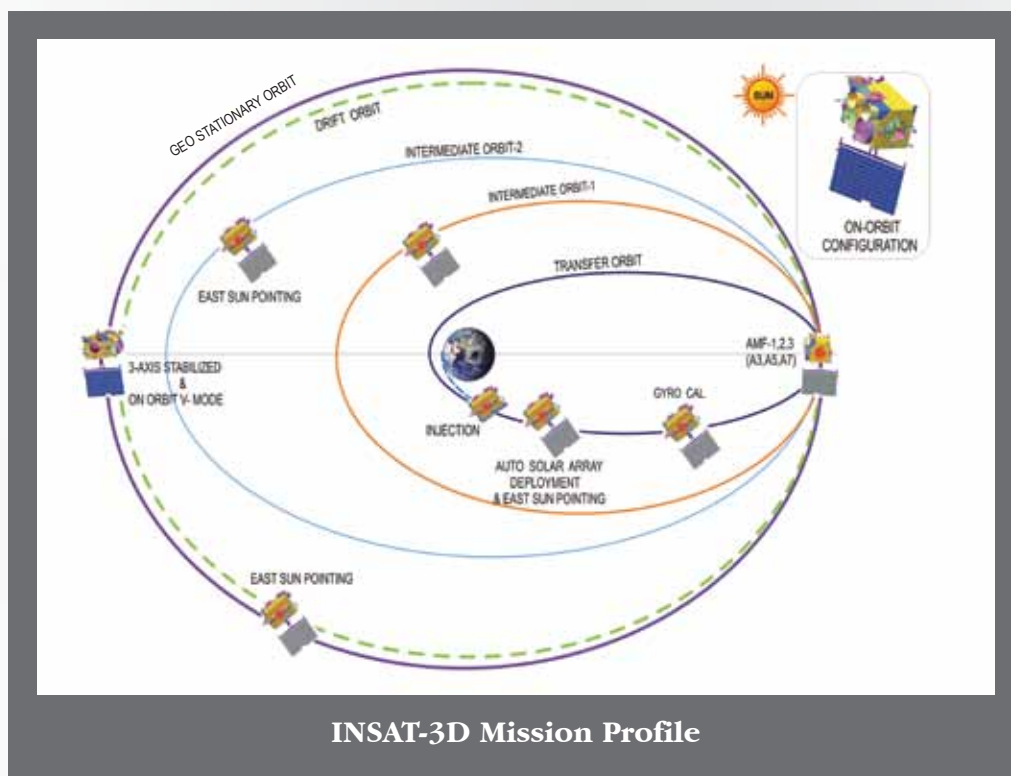 GEO STATIONARY ORBIT
DRIFT ORBIT
SUN
INTERMEDIATE ORBIT-2
INTERMEDIATE ORBIT-1
ON-ORBIT
CONFIGURATION
TRANSFER ORBIT
EAST SUN POINTING
AMF-1,2,3
(A3,A5,A7)
3-AXIS STABILIZED
&
ON ORBIT V- MODE
GYRO CAL
INJECTION
AUTO SOLAR ARRAY
DEPLOYMENT
& EAST SUN POINTING
EAST SUN POINTING
INSAT-3D Mission Profile